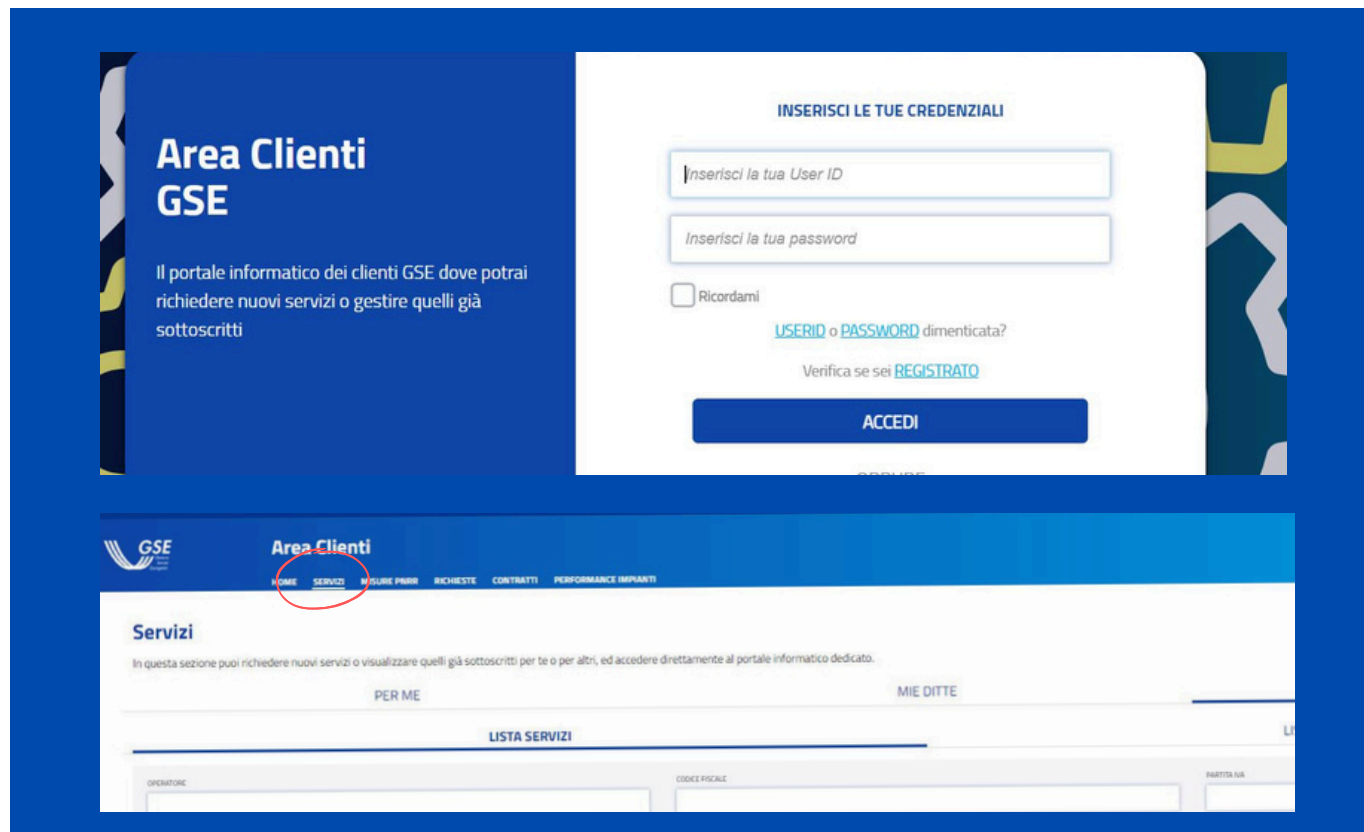 Area Clienti
GSE
Il portale informatico dei clienti GSE dove potrai
richiedere nuovi servizi o gestire quelli già
sottoscritti
INSERISCI LE TUE CREDENZIALI
Inserisci la tua User ID
Inserisci la tua password
Ricordami
USERID o PASSWORD dimenticata?
Verifica se sei REGISTRATO
ACCEDI
GSE
Area Clienti
HOME SERVIZI MISURE PNRR RICHIESTE CONTRATTI PERFORMANCE IMPIANTI
Servizi
In questa sezione puoi richiedere nuovi servizi o visualizzare quelli già sottoscritti per te o per altri, ed accedere direttamente al portale informatico dedicato.
PER ME MIE DITTE
LISTA SERVIZI
OPERATORE CODICE FISCALE PARTITA IVA